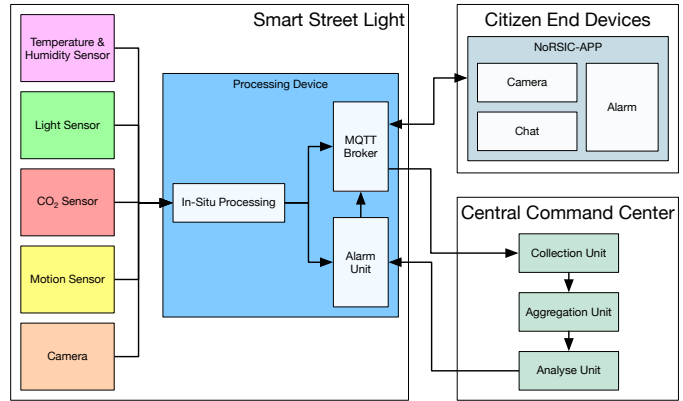 Smart Street Light
Temperature &
Humidity Sensor
Light Sensor
CO₂ Sensor
Motion Sensor
Camera
Processing Device
In-Situ Processing
MQTT
Broker
Alarm
Unit
Citizen End Devices
NoRSIC-APP
Camera
Chat
Alarm
Central Command Center
Collection Unit
Aggregation Unit
Analyse Unit